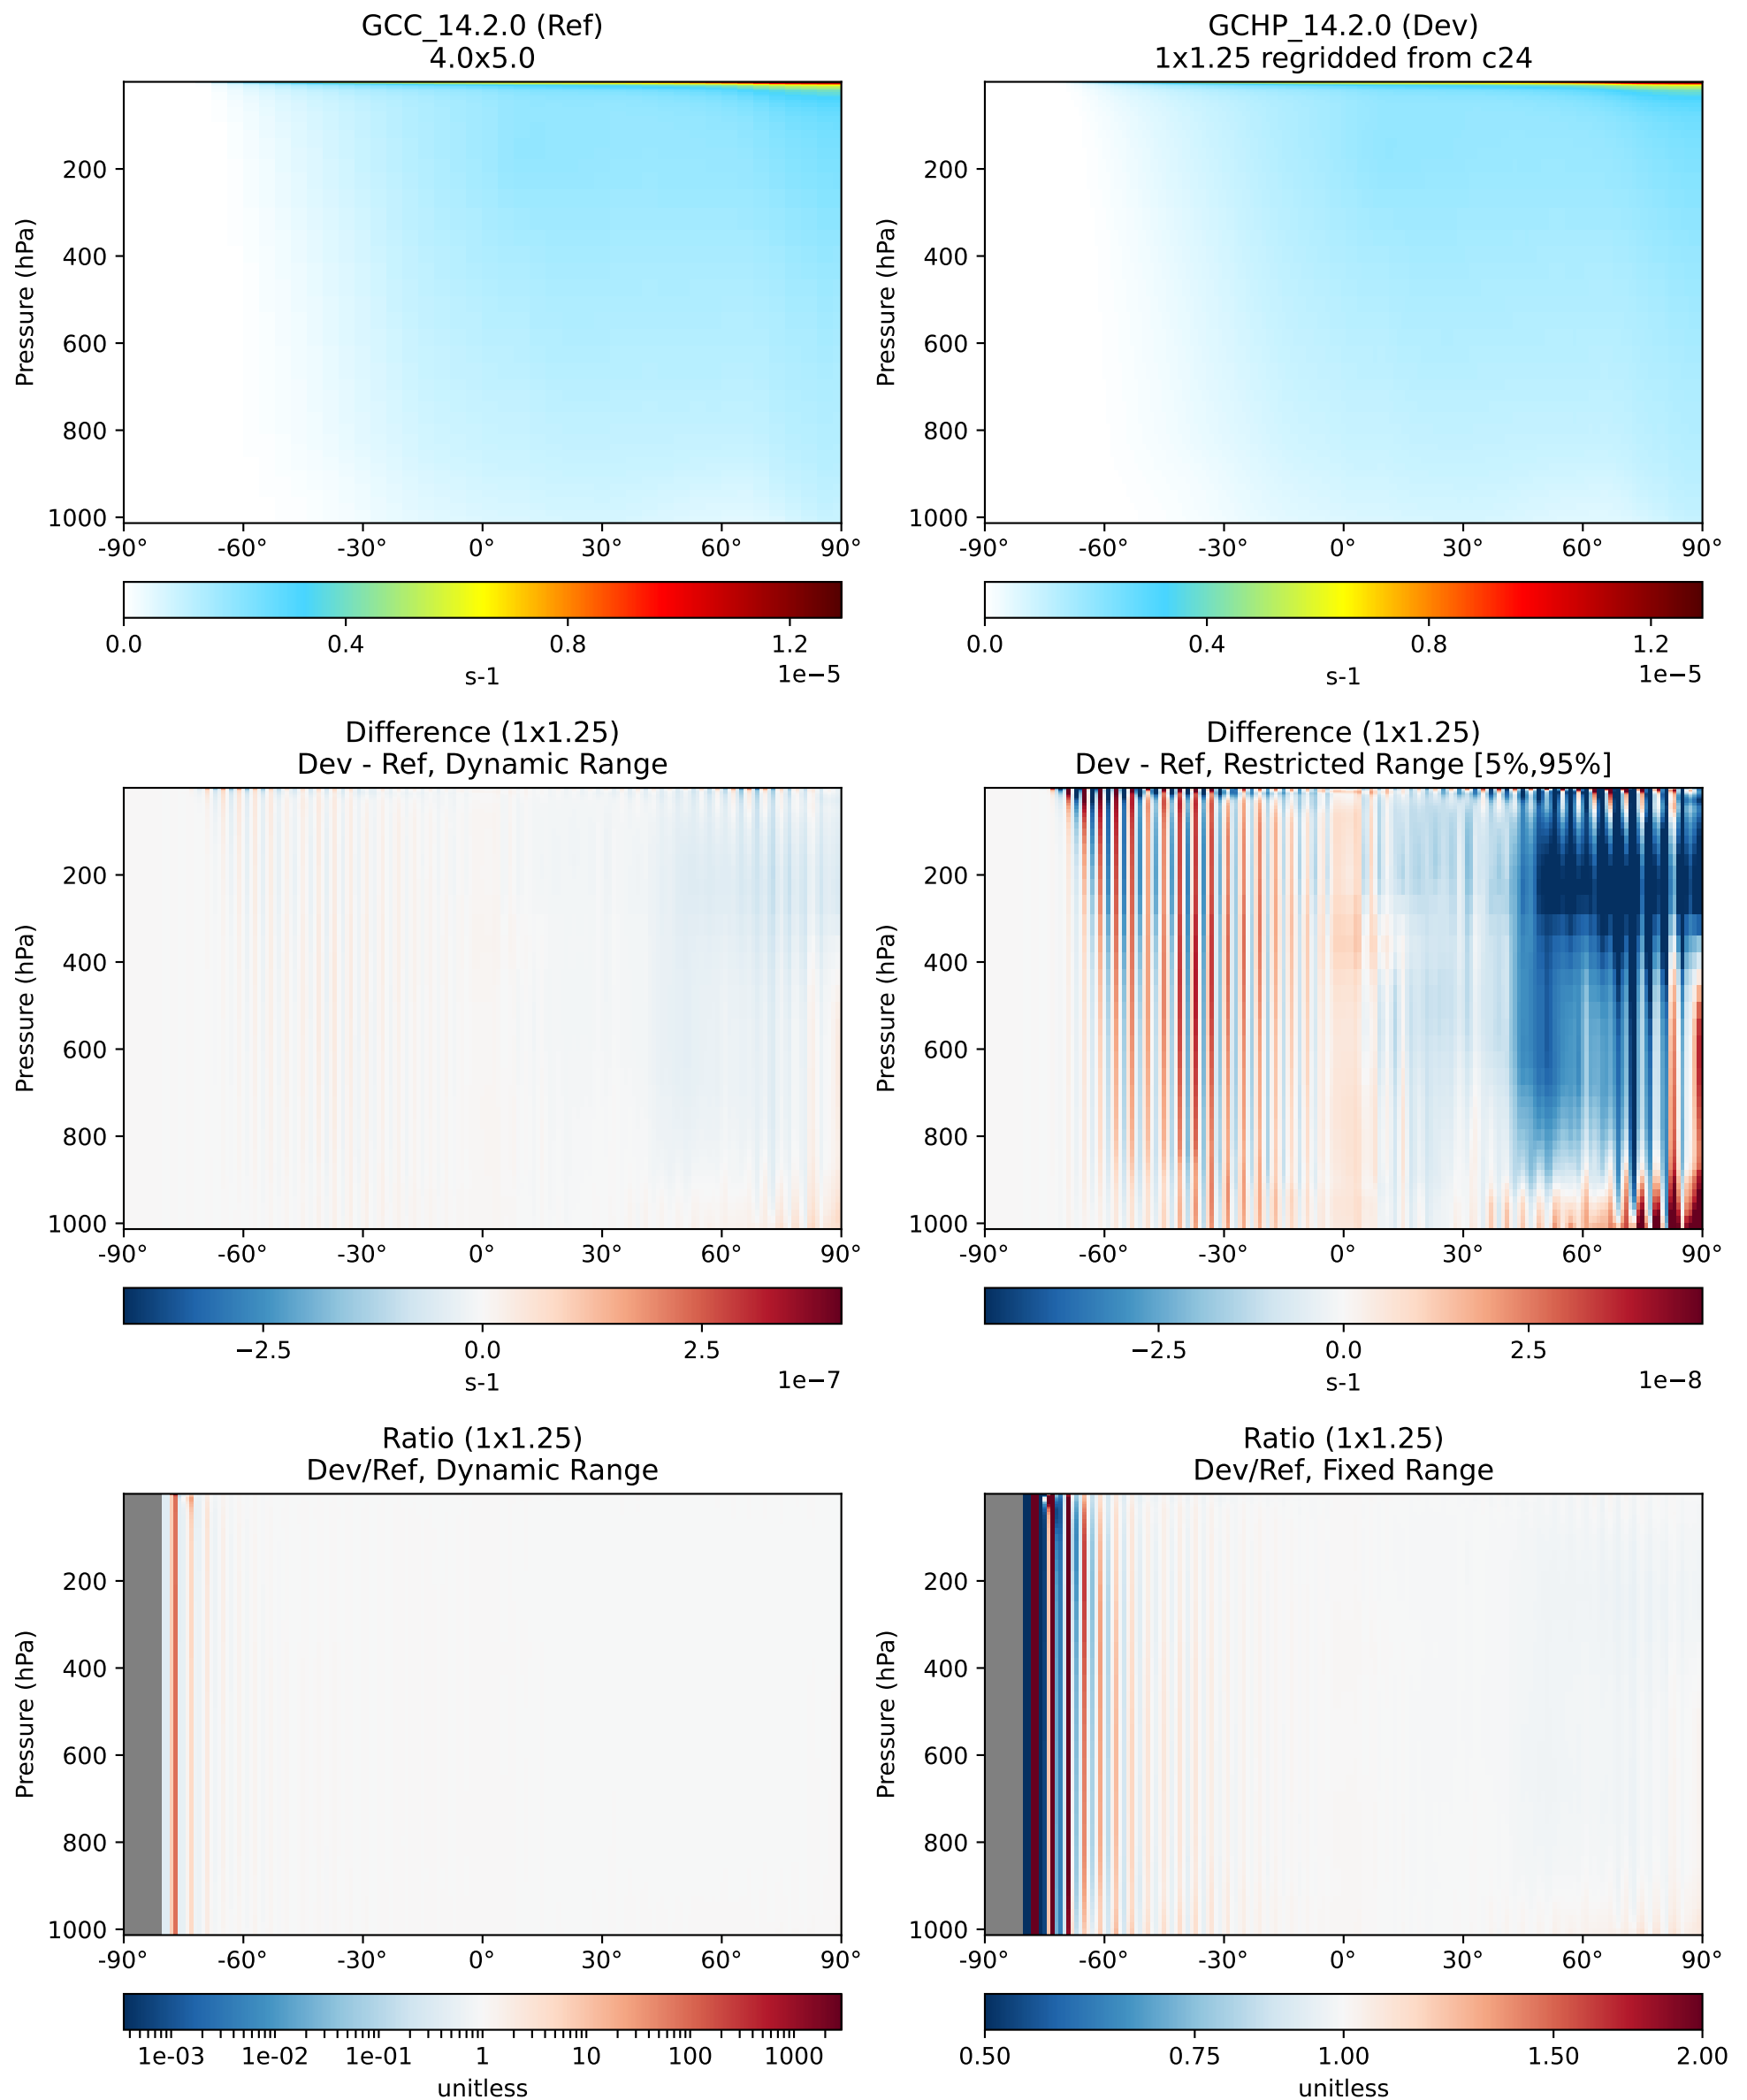 GCC_14.2.0 (Ref)
4.0x5.0
GCHP_14.2.0 (Dev)
1x1.25 regridded from c24
Pressure (hPa)
200
400
600
800
1000
-90° -60° -30° 0° 30° 60° 90°
0.0 0.4 0.8 1.2
1e−5
s-1
Pressure (hPa)
200
400
600
800
1000
-90° -60° -30° 0° 30° 60° 90°
0.0 0.4 0.8 1.2
1e−5
s-1
Difference (1x1.25)
Dev - Ref, Dynamic Range
Difference (1x1.25)
Dev - Ref, Restricted Range [5%,95%]
Pressure (hPa)
200
400
600
800
1000
-90° -60° -30° 0° 30° 60° 90°
−2.5 0.0 2.5
1e−7
s-1
Pressure (hPa)
200
400
600
800
1000
-90° -60° -30° 0° 30° 60° 90°
−2.5 0.0 2.5
1e−8
s-1
Ratio (1x1.25)
Dev/Ref, Dynamic Range
Ratio (1x1.25)
Dev/Ref, Fixed Range
Pressure (hPa)
200
400
600
800
1000
-90° -60° -30° 0° 30° 60° 90°
1e-03 1e-02 1e-01 1 10 100 1000
unitless
Pressure (hPa)
200
400
600
800
1000
-90° -60° -30° 0° 30° 60° 90°
0.50 0.75 1.00 1.50 2.00
unitless